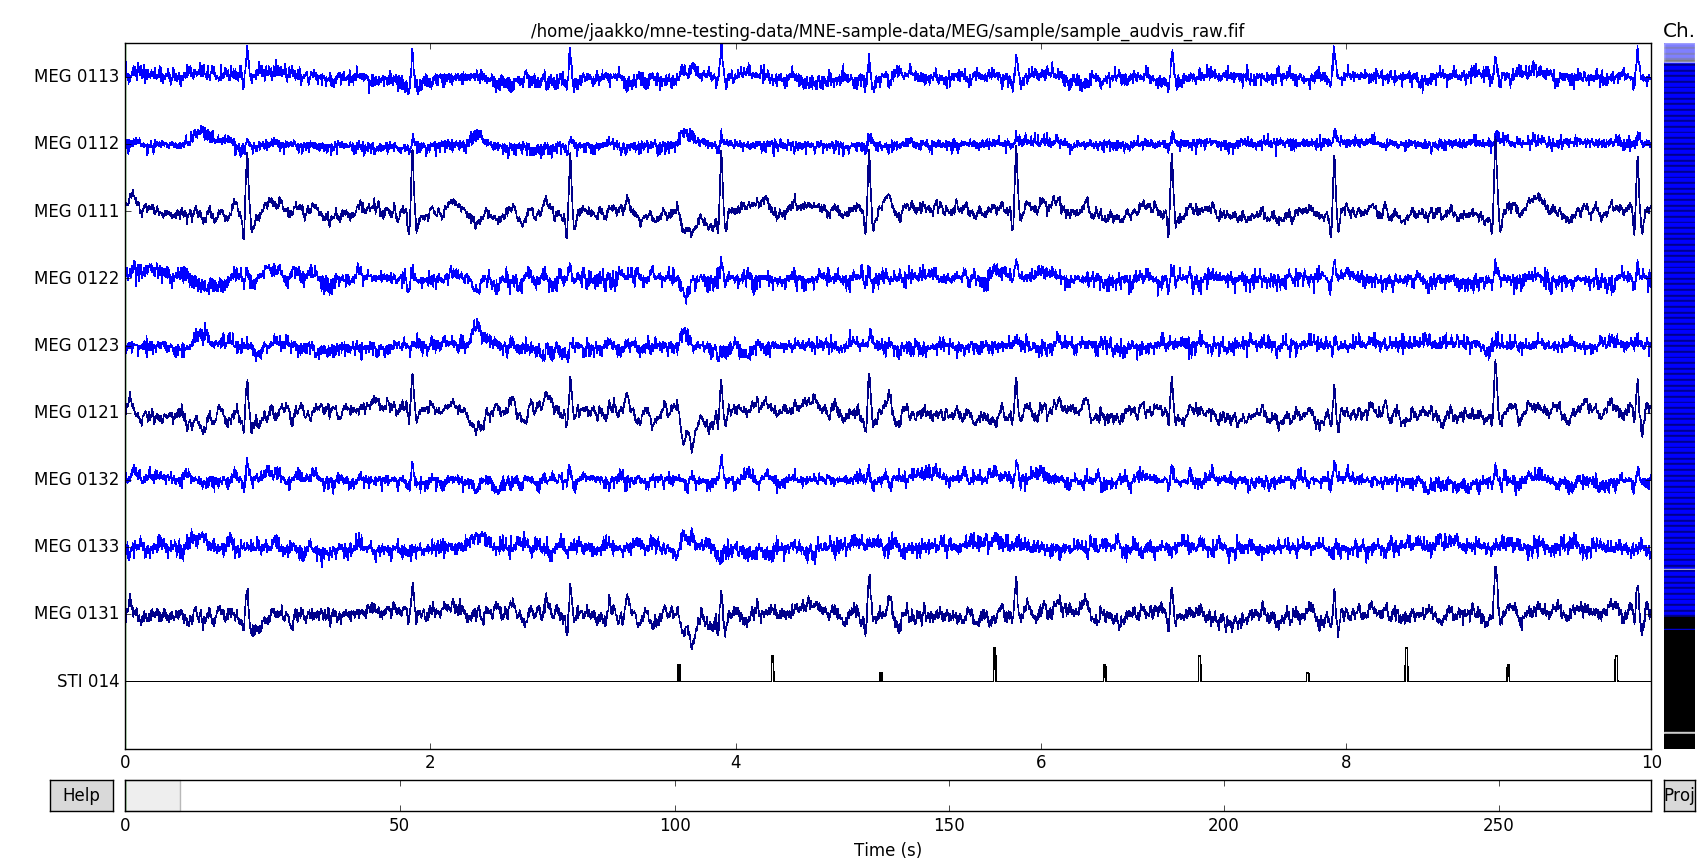 /home/jaakko/mne-testing-data/MNE-sample-data/MEG/sample/sample_audvis_raw.fif
Ch.
MEG 0113
MEG 0112
MEG 0111
MEG 0122
MEG 0123
MEG 0121
MEG 0132
MEG 0133
MEG 0131
STI 014
0 2 4 6 8 10
Help
Proj
0 50 100 150 200 250
Time (s)